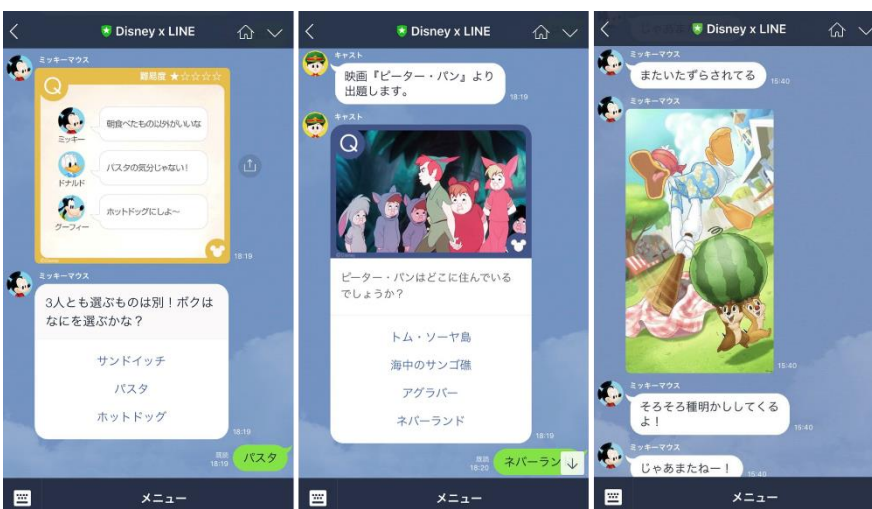 Disney x LINE
ミッキーマウス
Q
難易度 ★☆☆☆☆
朝食べたもの以外がいいな
ミッキー
パスタの気分じゃない!
ドナルド
ホットドッグにしよ~
グーフィー
©Disney
18:19
ミッキーマウス
3人とも選ぶものは別!ボクは
なにを選ぶかな?
サンドイッチ
パスタ
ホットドッグ
18:19
既読
18:19
パスタ
メニュー
Disney x LINE
キャスト
映画『ピーター・パン』より
出題します。
18:19
キャスト
Q
©Disney
ピーター・パンはどこに住んでいる
でしょうか?
トム・ソーヤ島
海中のサンゴ礁
アグラバー
ネバーランド
18:19
既読
18:20
ネバーラン
メニュー
Disney x LINE
ミッキーマウス
またいたずらされてる
15:40
ミッキーマウス
15:40
ミッキーマウス
そろそろ種明かししてくる
よ!
15:40
ミッキーマウス
じゃあまたねー!
15:40
メニュー